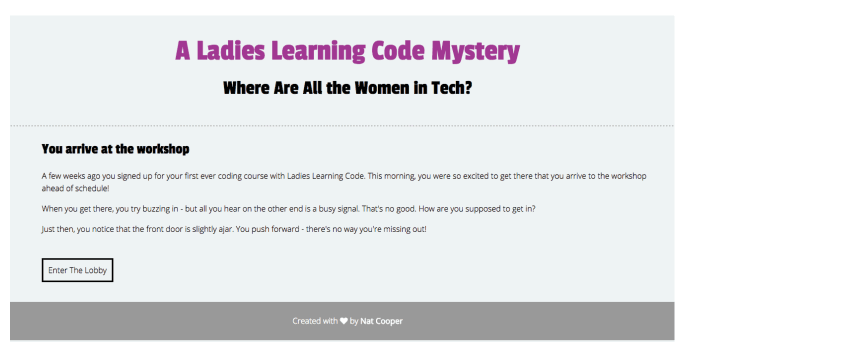 A Ladies Learning Code Mystery
Where Are All the Women in Tech?
You arrive at the workshop
A few weeks ago you signed up for your first ever coding course with Ladies Learning Code. This morning, you were so excited to get there that you arrive to the workshop
ahead of schedule!
When you get there, you try buzzing in - but all you hear on the other end is a busy signal. That's no good. How are you supposed to get in?
Just then, you notice that the front door is slightly ajar. You push forward - there's no way you're missing out!
Enter The Lobby
Created with ♥ by Nat Cooper